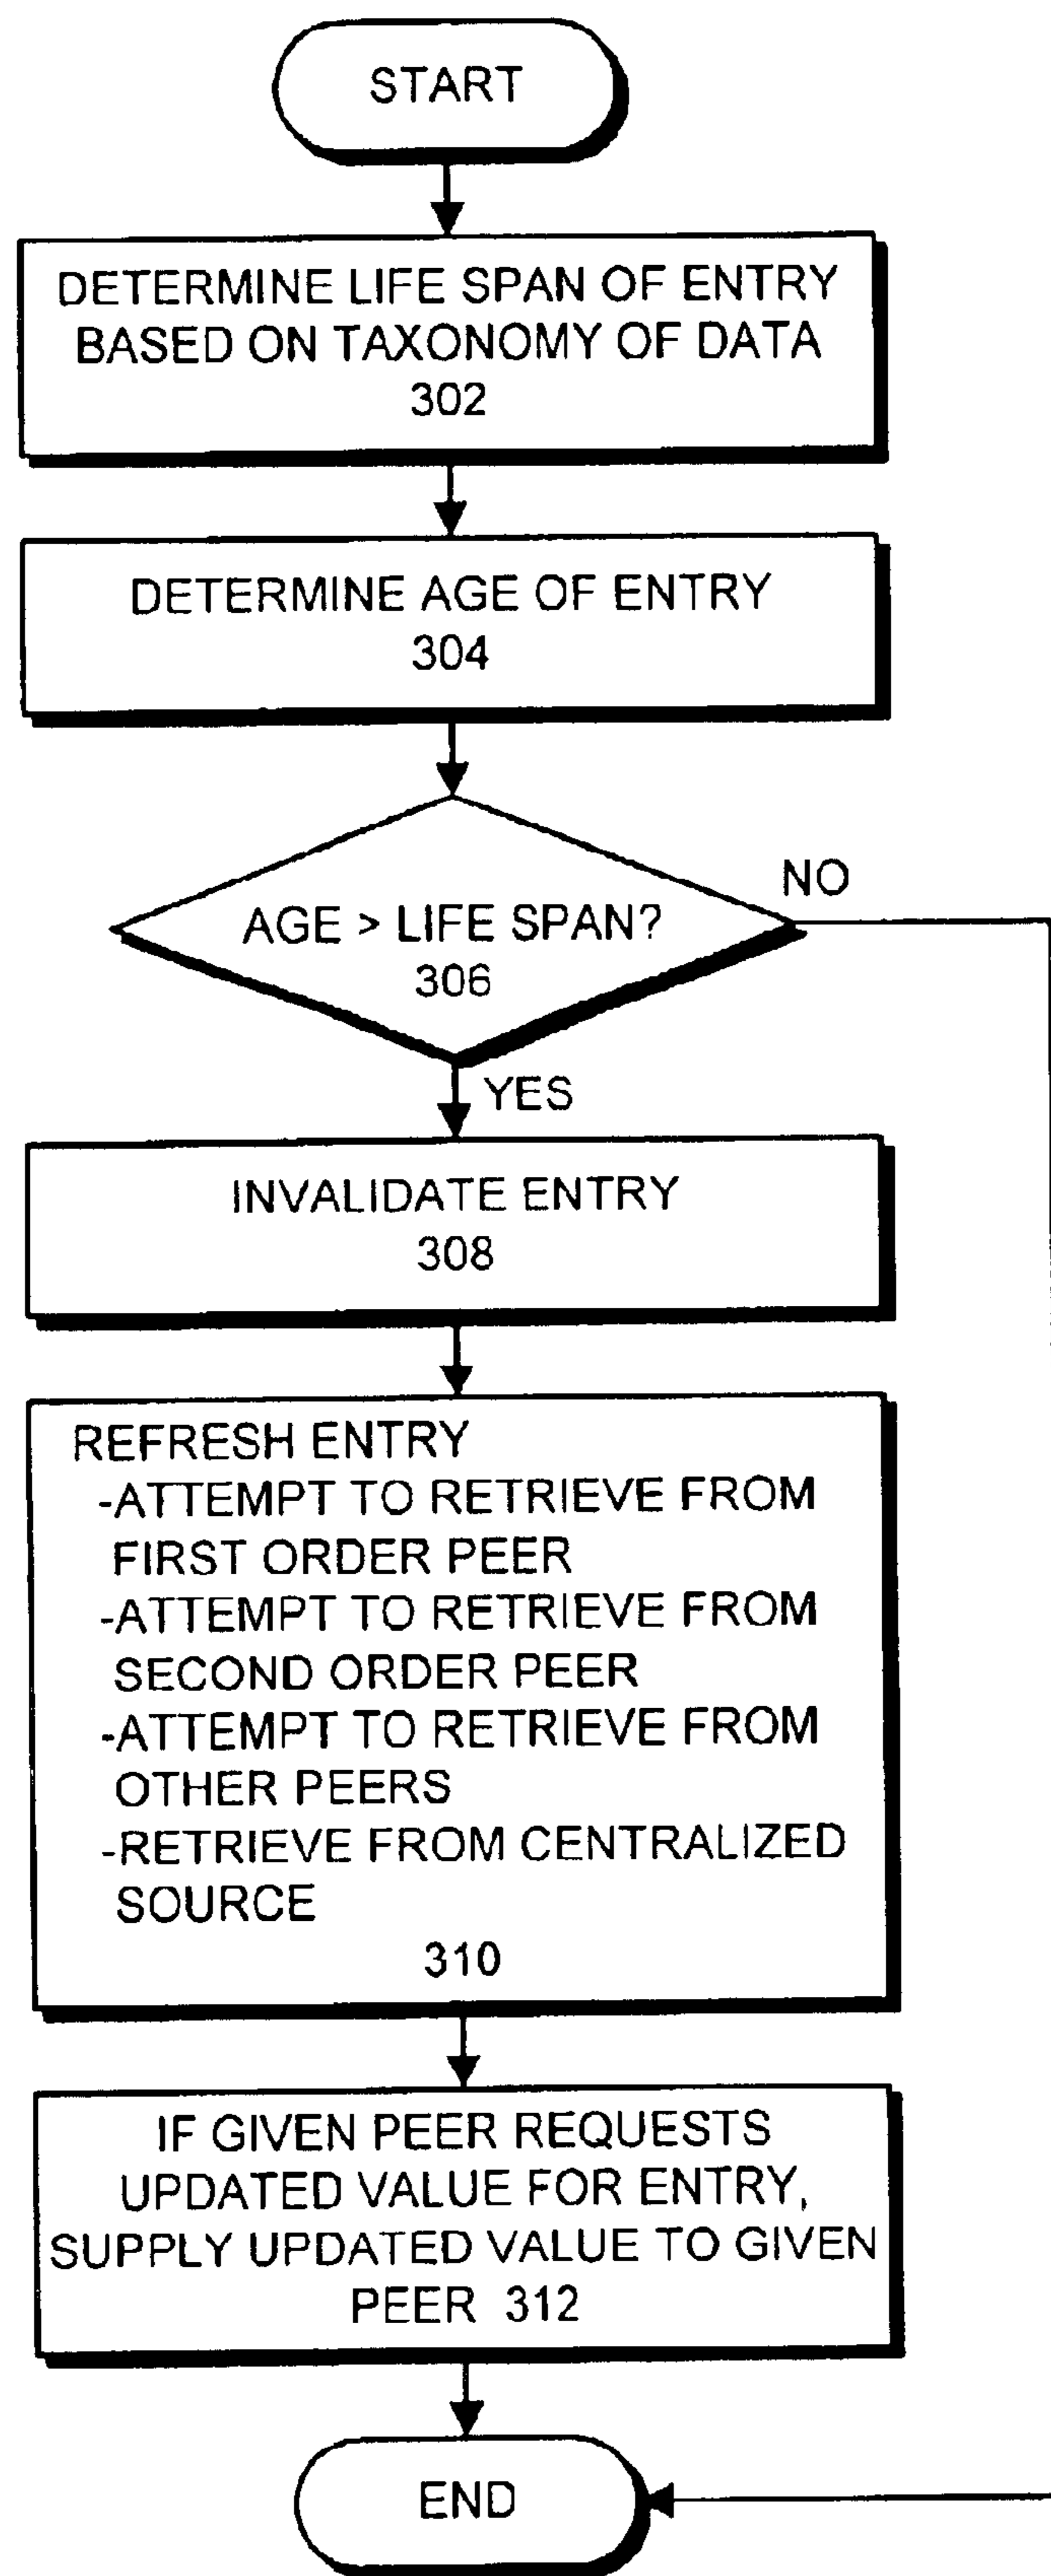 START
DETERMINE LIFE SPAN OF ENTRY
BASED ON TAXONOMY OF DATA
302
DETERMINE AGE OF ENTRY
304
AGE > LIFE SPAN?
306
NO
YES
INVALIDATE ENTRY
308
REFRESH ENTRY
-ATTEMPT TO RETRIEVE FROM
FIRST ORDER PEER
-ATTEMPT TO RETRIEVE FROM
SECOND ORDER PEER
-ATTEMPT TO RETRIEVE FROM
OTHER PEERS
-RETRIEVE FROM CENTRALIZED
SOURCE
310
IF GIVEN PEER REQUESTS
UPDATED VALUE FOR ENTRY,
SUPPLY UPDATED VALUE TO GIVEN
PEER 312
END